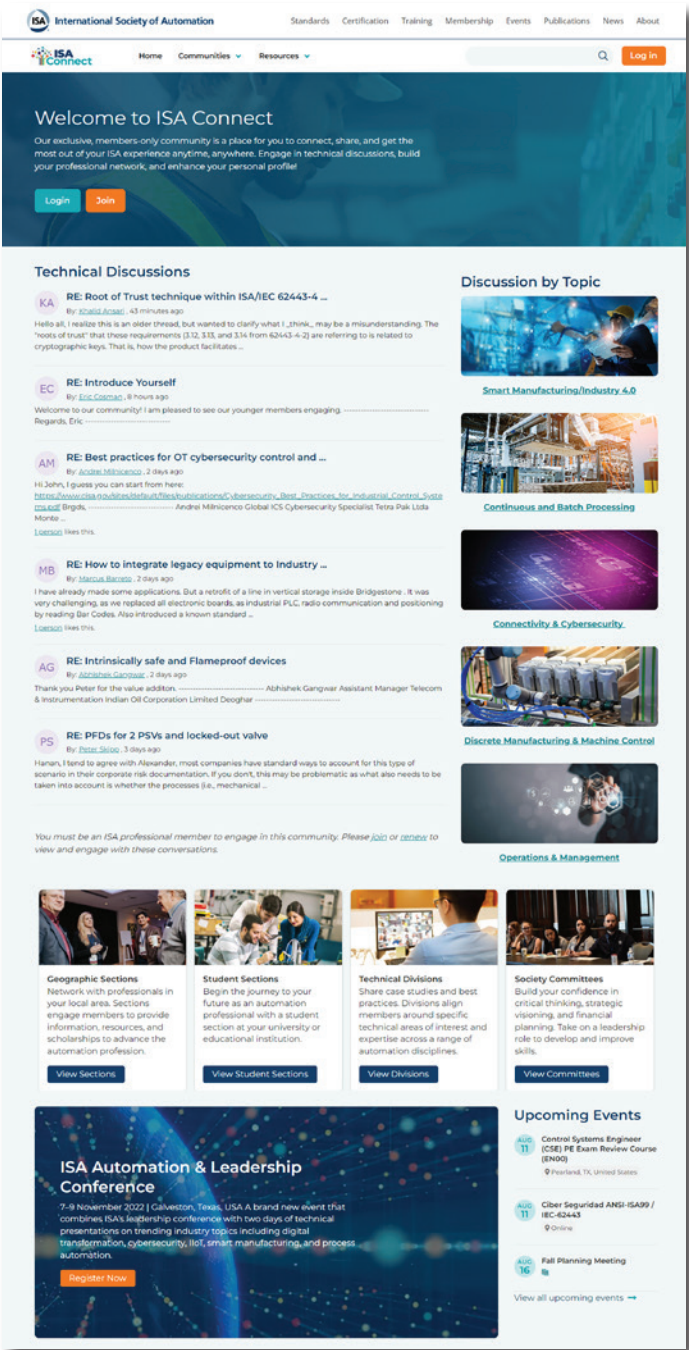 ISA International Society of Automation
Standards Certification Training Membership Events Publications News About
ISA Connect
Home Communities Resources
Log in
Welcome to ISA Connect
Our exclusive, members-only community is a place for you to connect, share, and get the
most out of your ISA experience anytime, anywhere. Engage in technical discussions, build
your professional network, and enhance your personal profile!
Login Join
Technical Discussions
KA RE: Root of Trust technique within ISA/IEC 62443-4 ...
By: Khalid Ansari , 43 minutes ago
Hello all, I realize this is an older thread, but wanted to clarify what I _think_ may be a misunderstanding. The
"roots of trust" that these requirements (3.12, 3.13, and 3.14 from 62443-4-2) are referring to is related to
cryptographic keys. That is, how the product facilitates ...
EC RE: Introduce Yourself
By: Eric Cosman , 8 hours ago
Welcome to our community! I am pleased to see our younger members engaging. ------------------------------
Regards, Eric ------------------------------
AM RE: Best practices for OT cybersecurity control and ...
By: Andrei Milnicenco , 2 days ago
Hi John, I guess you can start from here:
https://www.cisa.gov/sites/default/files/publications/Cybersecurity_Best_Practices_for_Industrial_Control_Syste
ms.pdf Brgds, ------------------------------ Andrei Milnicenco Global ICS Cybersecurity Specialist Tetra Pak Ltda
Monte ...
1 person likes this.
MB RE: How to integrate legacy equipment to Industry ...
By: Marcus Barreto , 2 days ago
I have already made some applications. But a retrofit of a line in vertical storage inside Bridgestone . It was
very challenging, as we replaced all electronic boards, as industrial PLC, radio communication and positioning
by reading Bar Codes. Also introduced a known standard ...
1 person likes this.
AG RE: Intrinsically safe and Flameproof devices
By: Abhishek Gangwar , 2 days ago
Thank you Peter for the value additon. ------------------------------ Abhishek Gangwar Assistant Manager Telecom
& Instrumentation Indian Oil Corporation Limited Deoghar ------------------------------
PS RE: PFDs for 2 PSVs and locked-out valve
By: Peter Skipp , 3 days ago
Hanan, I tend to agree with Alexander, most companies have standard ways to account for this type of
scenario in their corporate risk documentation. If you don't, this may be problematic as what also needs to be
taken into account is whether the processes (i.e., mechanical ...
You must be an ISA professional member to engage in this community. Please join or renew to
view and engage with these conversations.
Discussion by Topic
Smart Manufacturing/Industry 4.0
Continuous and Batch Processing
Connectivity & Cybersecurity
Discrete Manufacturing & Machine Control
Operations & Management
Geographic Sections
Network with professionals in
your local area. Sections
engage members to provide
information, resources, and
scholarships to advance the
automation profession.
View Sections
Student Sections
Begin the journey to your
future as an automation
professional with a student
section at your university or
educational institution.
View Student Sections
Technical Divisions
Share case studies and best
practices. Divisions align
members around specific
technical areas of interest and
expertise across a range of
automation disciplines.
View Divisions
Society Committees
Build your confidence in
critical thinking, strategic
visioning, and financial
planning. Take on a leadership
role to develop and improve
skills.
View Committees
ISA Automation & Leadership
Conference
7–9 November 2022 | Galveston, Texas, USA A brand new event that
combines ISA's leadership conference with two days of technical
presentations on trending industry topics including digital
transformation, cybersecurity, IIoT, smart manufacturing, and process
automation.
Register Now
Upcoming Events
AUG 11 Control Systems Engineer
(CSE) PE Exam Review Course
(EN00)
Pearland, TX, United States
AUG 11 Ciber Seguridad ANSI-ISA99 /
IEC-62443
Online
AUG 16 Fall Planning Meeting
View all upcoming events